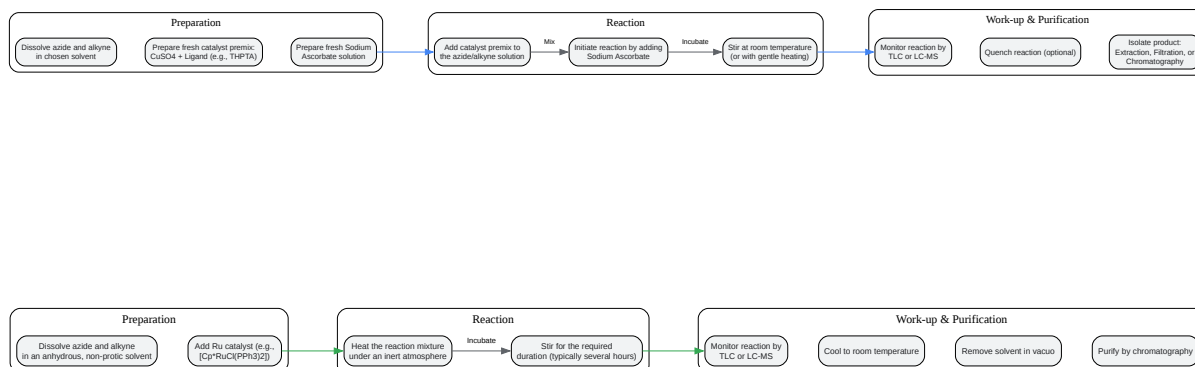 Preparation
Dissolve azide and alkyne
in chosen solvent
Prepare fresh catalyst premix:
CuSO4 + Ligand (e.g., THPTA)
Prepare fresh Sodium
Ascorbate solution
Reaction
Add catalyst premix to
the azide/alkyne solution
Mix
Initiate reaction by adding
Sodium Ascorbate
Incubate
Stir at room temperature
(or with gentle heating)
Work-up & Purification
Monitor reaction by
TLC or LC-MS
Quench reaction (optional)
Isolate product:
Extraction, Filtration, or
Chromatography
Preparation
Dissolve azide and alkyne
in an anhydrous, non-protic solvent
Add Ru catalyst (e.g.,
[Cp*RuCl(PPh3)2])
Reaction
Heat the reaction mixture
under an inert atmosphere
Incubate
Stir for the required
duration (typically several hours)
Work-up & Purification
Monitor reaction by
TLC or LC-MS
Cool to room temperature
Remove solvent in vacuo
Purify by chromatography